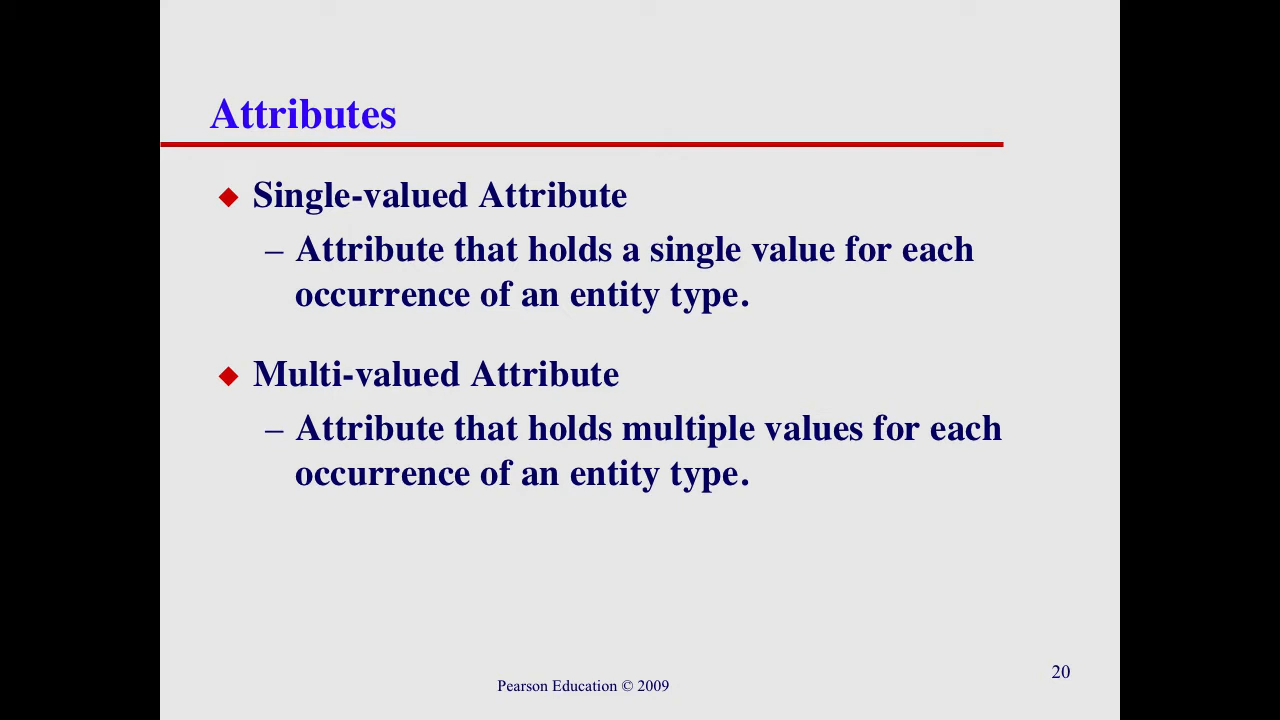 Attributes
◆ Single-valued Attribute
– Attribute that holds a single value for each
occurrence of an entity type.
◆ Multi-valued Attribute
– Attribute that holds multiple values for each
occurrence of an entity type.
20
Pearson Education © 2009